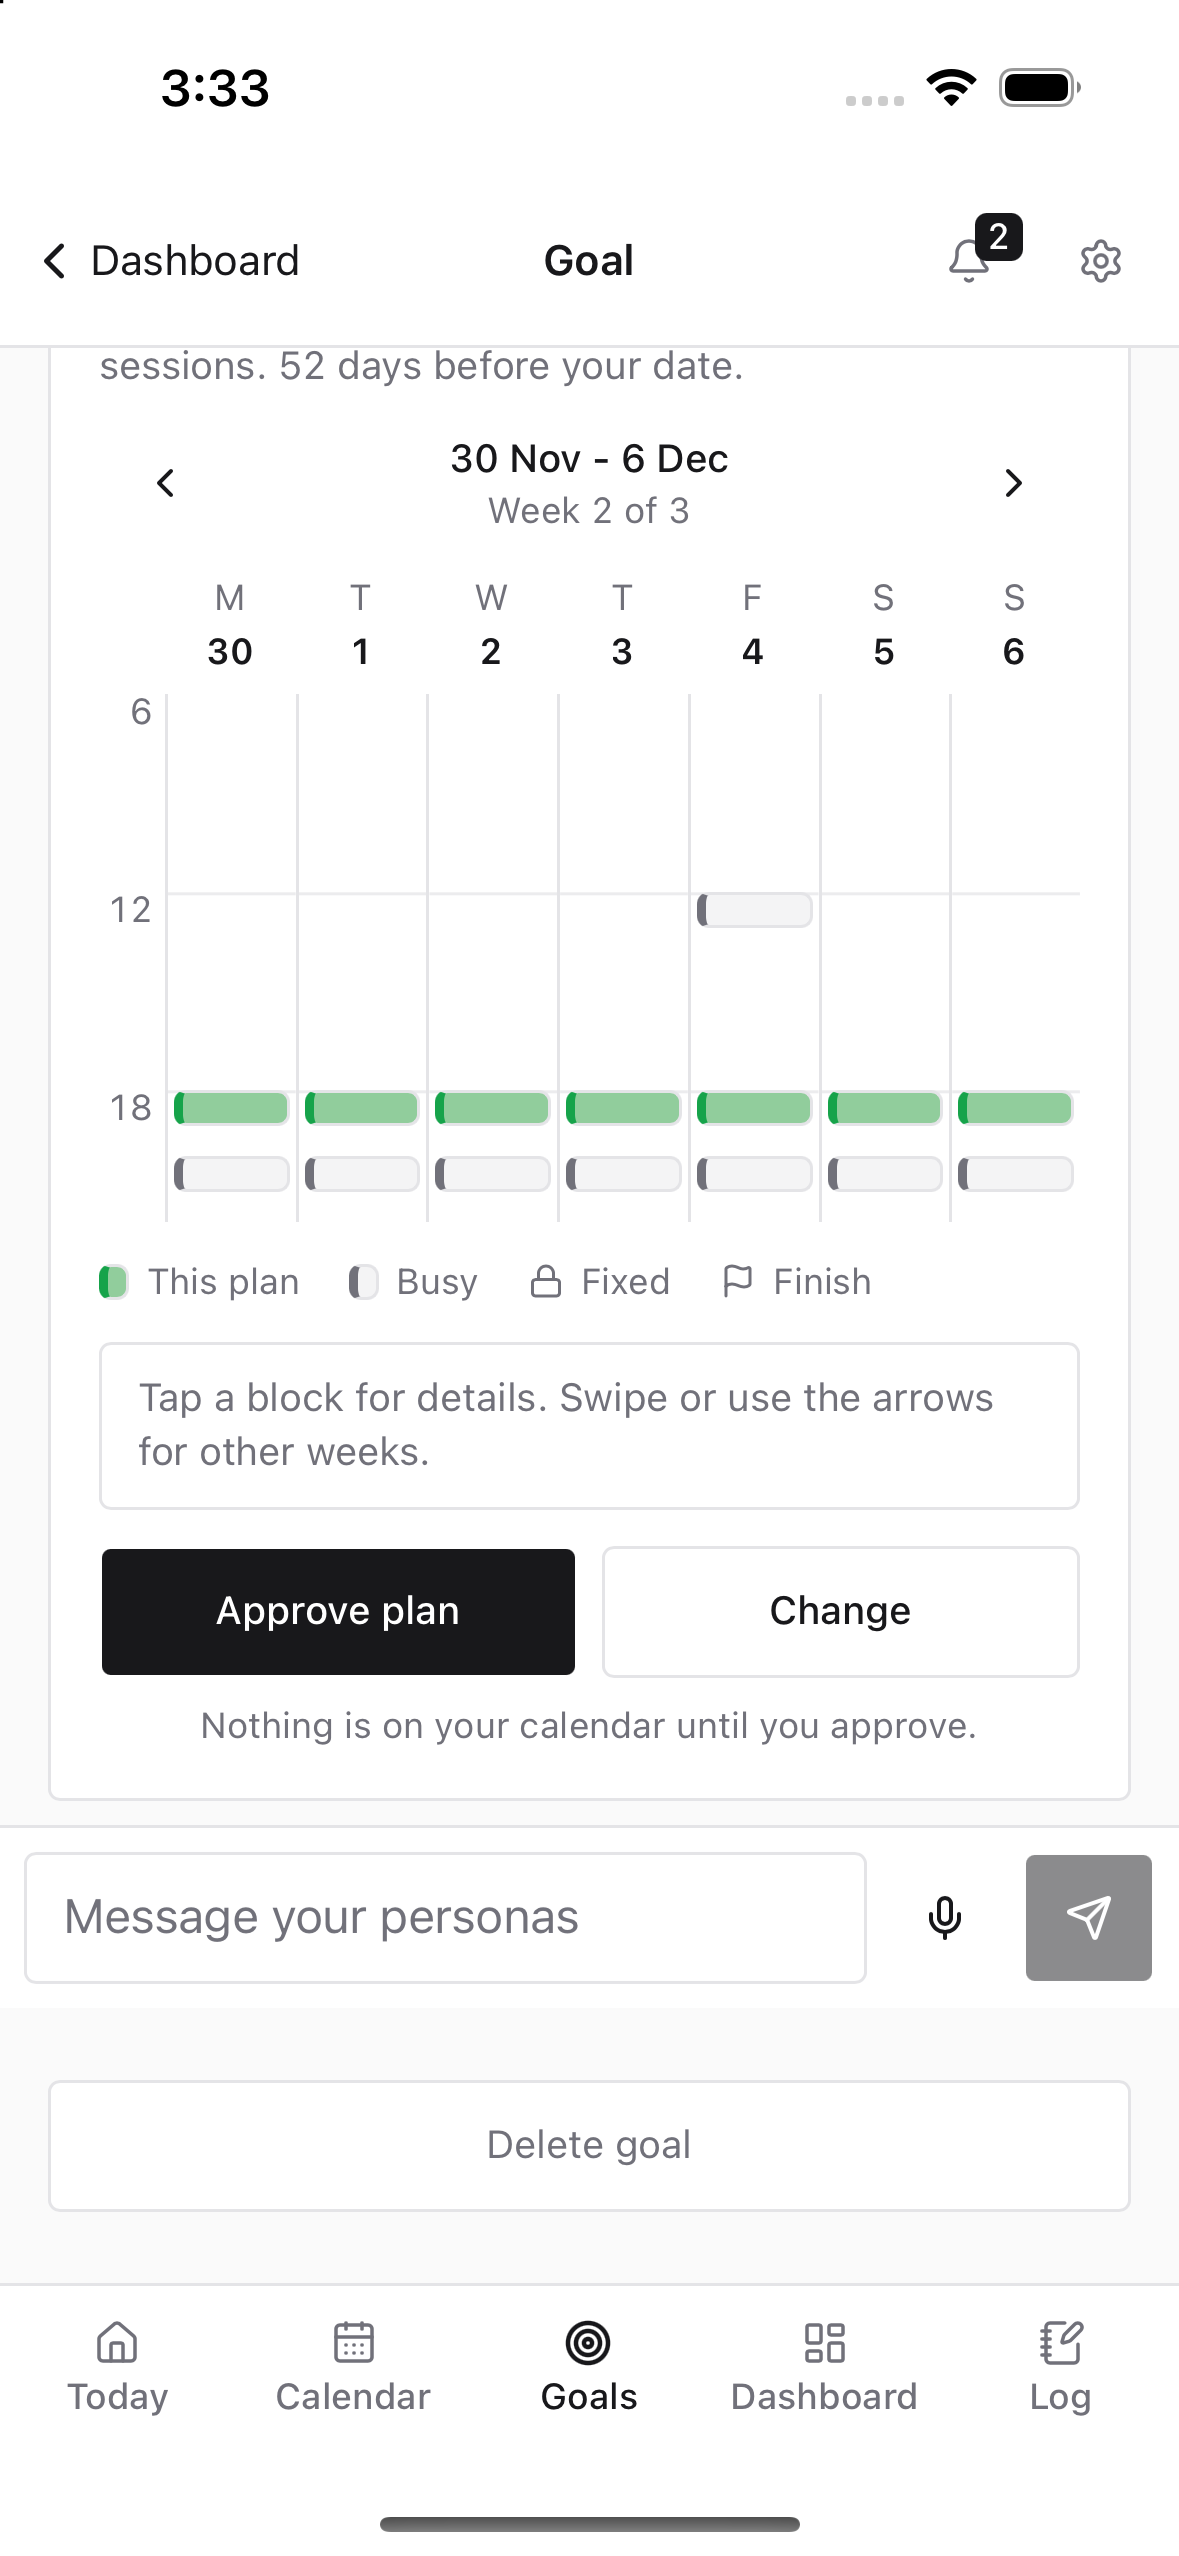 3:33
Dashboard
Goal
2
sessions. 52 days before your date.
30 Nov - 6 Dec
Week 2 of 3
M T W T F S S
30 1 2 3 4 5 6
6
12
18
This plan Busy Fixed Finish
Tap a block for details. Swipe or use the arrows
for other weeks.
Approve plan
Change
Nothing is on your calendar until you approve.
Message your personas
Delete goal
Today Calendar Goals Dashboard Log